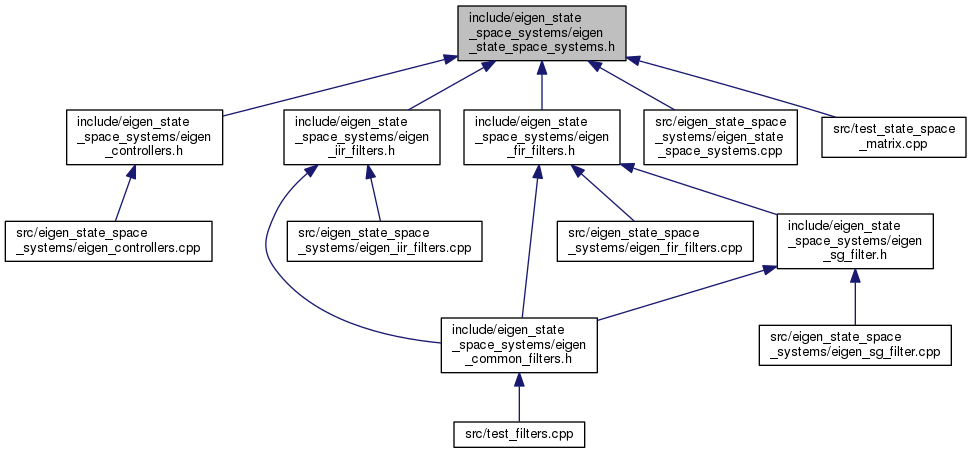 include/eigen_state
_space_systems/eigen
_state_space_systems.h
include/eigen_state
_space_systems/eigen
_controllers.h
include/eigen_state
_space_systems/eigen
_iir_filters.h
include/eigen_state
_space_systems/eigen
_fir_filters.h
src/eigen_state_space
_systems/eigen_state
_space_systems.cpp
src/test_state_space
_matrix.cpp
src/eigen_state_space
_systems/eigen_controllers.cpp
src/eigen_state_space
_systems/eigen_iir_filters.cpp
src/eigen_state_space
_systems/eigen_fir_filters.cpp
include/eigen_state
_space_systems/eigen
_sg_filter.h
include/eigen_state
_space_systems/eigen
_common_filters.h
src/eigen_state_space
_systems/eigen_sg_filter.cpp
src/test_filters.cpp